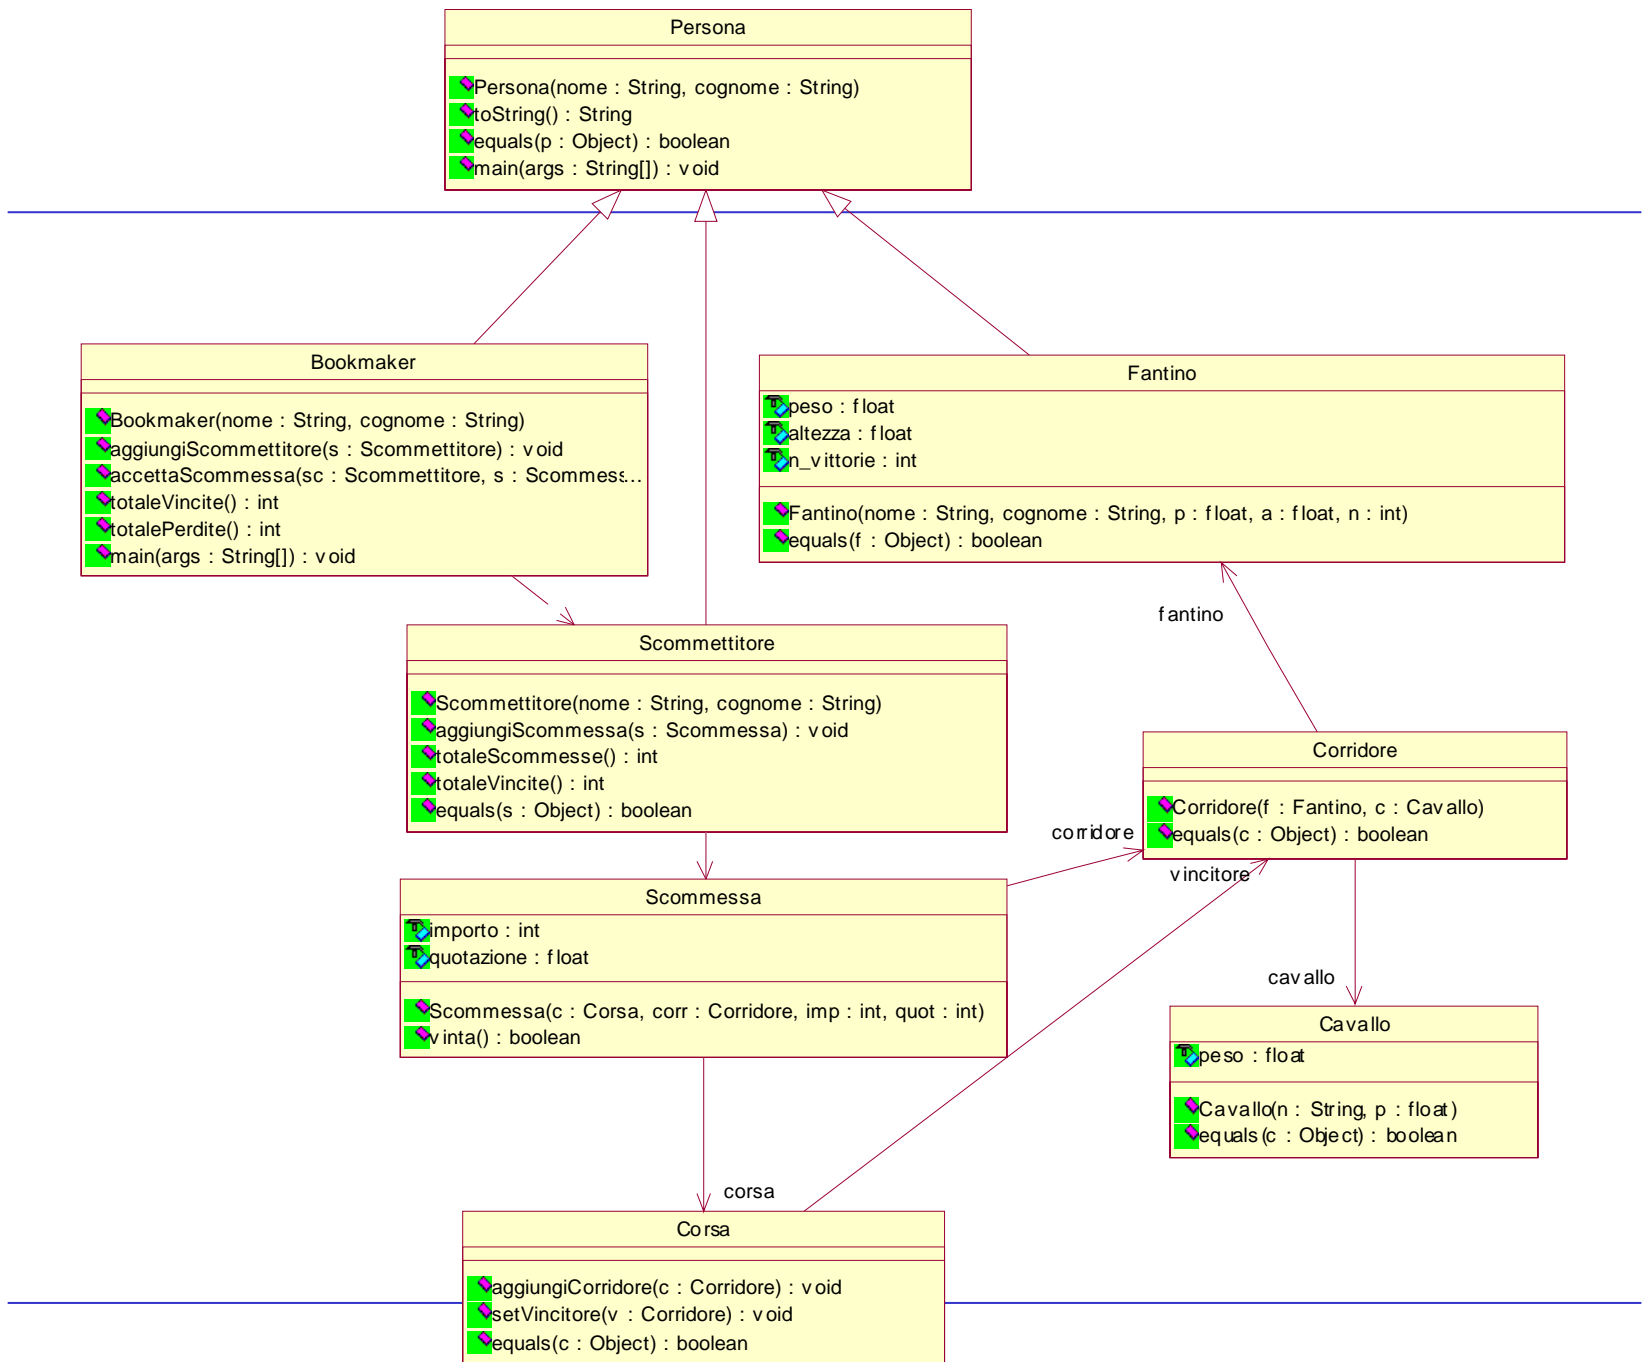 Persona
Persona(nome : String, cognome : String)
toString() : String
equals(p : Object) : boolean
main(args : String[]) : void
Bookmaker
Bookmaker(nome : String, cognome : String)
aggiungiScommettitore(s : Scommettitore) : void
accettaScommessa(sc : Scommettitore, s : Scommess...
totaleVincite() : int
totalePerdite() : int
main(args : String[]) : void
Fantino
peso : float
altezza : float
n_vittorie : int
Fantino(nome : String, cognome : String, p : float, a : float, n : int)
equals(f : Object) : boolean
fantino
Scommettitore
Scommettitore(nome : String, cognome : String)
aggiungiScommessa(s : Scommessa) : void
totaleScommesse() : int
totaleVincite() : int
equals(s : Object) : boolean
Corridore
Corridore(f : Fantino, c : Cavallo)
equals(c : Object) : boolean
corridore
vincitore
Scommessa
importo : int
quotazione : float
Scommessa(c : Corsa, corr : Corridore, imp : int, quot : int)
vinta() : boolean
cavallo
Cavallo
peso : float
Cavallo(n : String, p : float)
equals(c : Object) : boolean
corsa
Corsa
aggiungiCorridore(c : Corridore) : void
setVincitore(v : Corridore) : void
equals(c : Object) : boolean